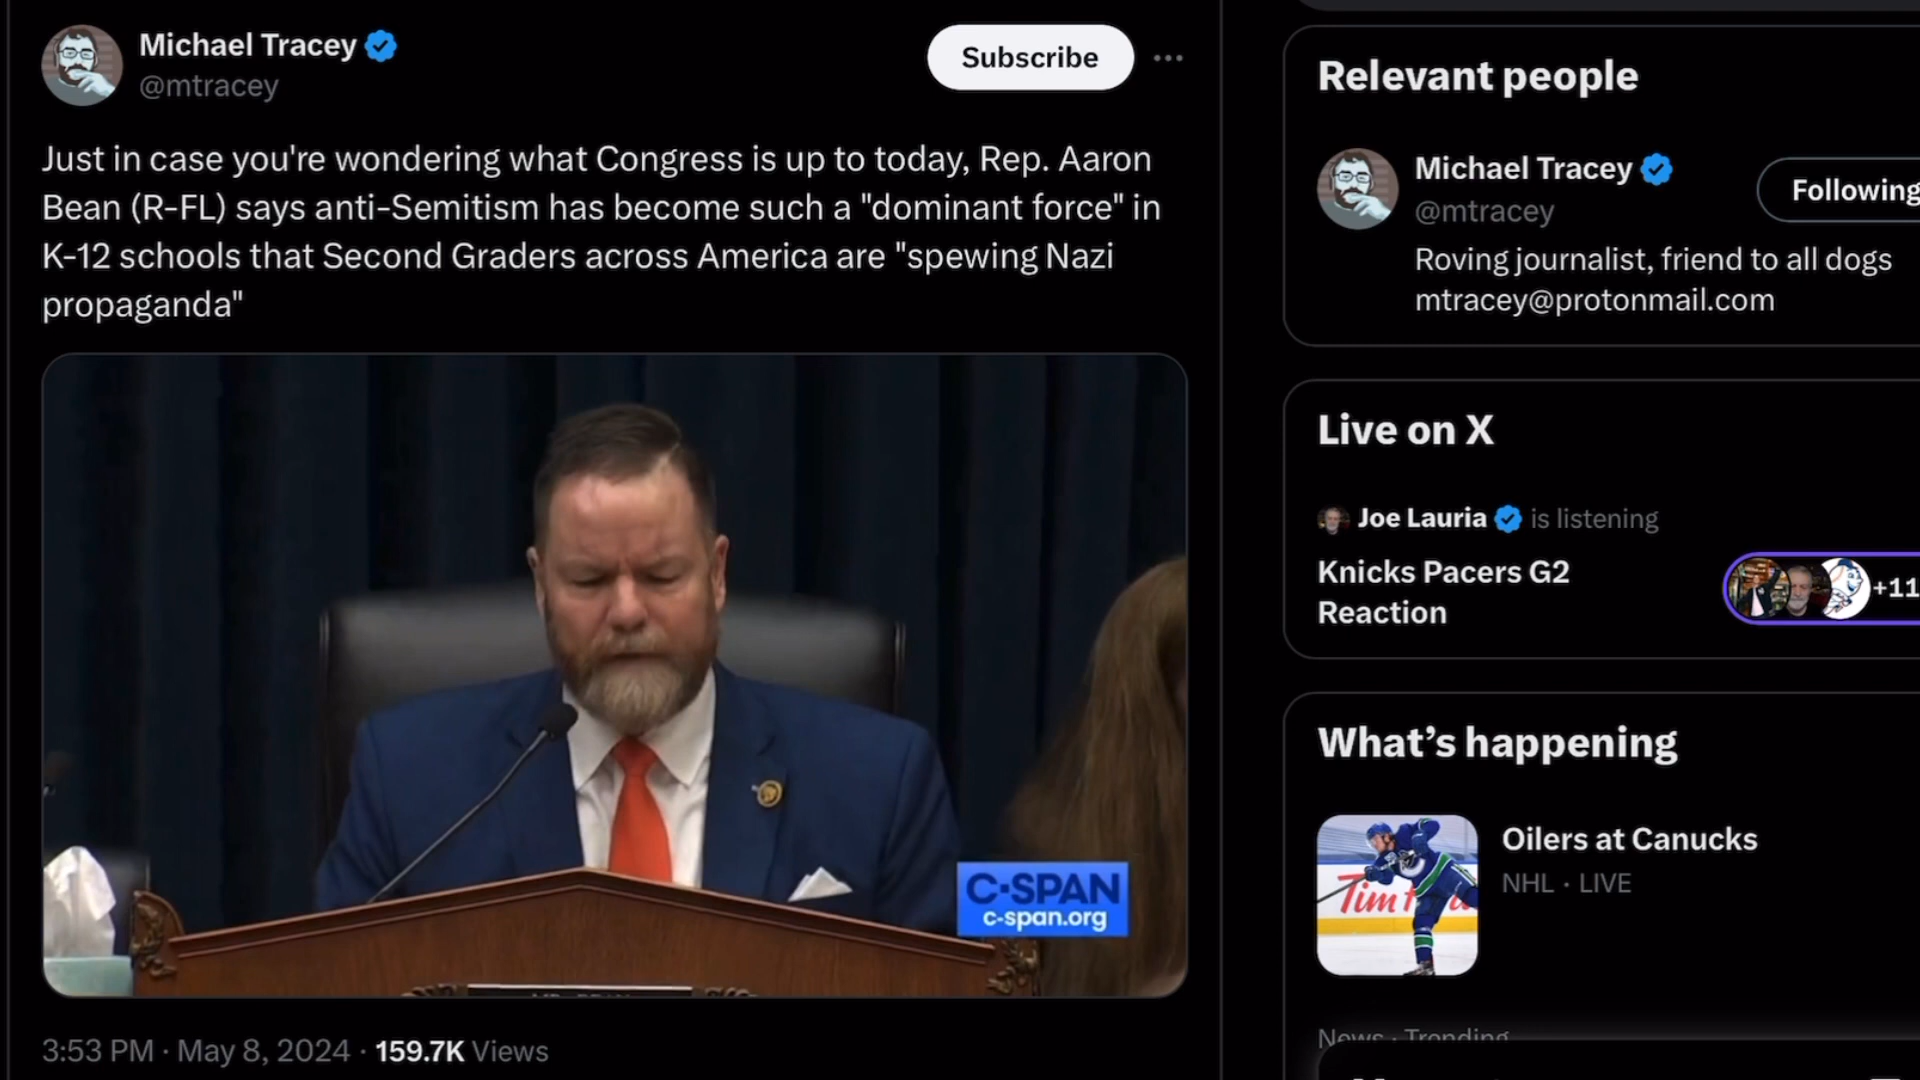 Michael Tracey
@mtracey
Subscribe
Just in case you're wondering what Congress is up to today, Rep. Aaron
Bean (R-FL) says anti-Semitism has become such a "dominant force" in
K-12 schools that Second Graders across America are "spewing Nazi
propaganda"
C-SPAN
c-span.org
3:53 PM · May 8, 2024 · 159.7K Views
Relevant people
Michael Tracey
@mtracey
Following
Roving journalist, friend to all dogs
mtracey@protonmail.com
Live on X
Joe Lauria is listening
Knicks Pacers G2
Reaction
+11
What's happening
Oilers at Canucks
NHL · LIVE
News · Trending